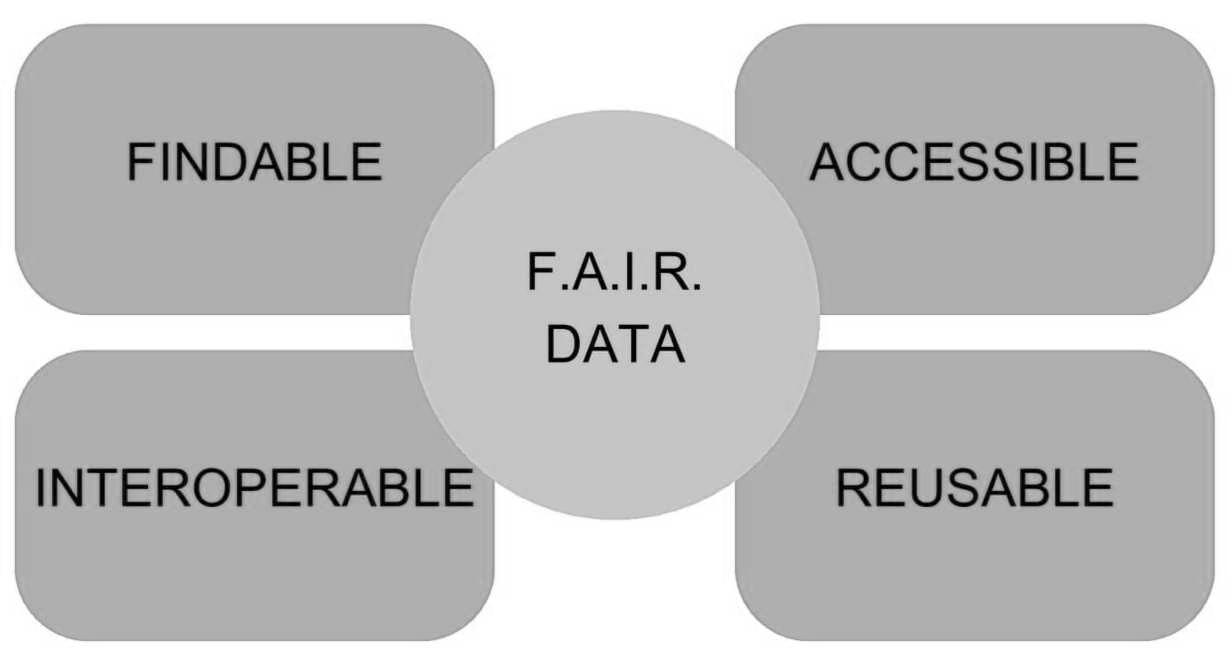 FINDABLE
ACCESSIBLE
F.A.I.R.
DATA
INTEROPERABLE
REUSABLE